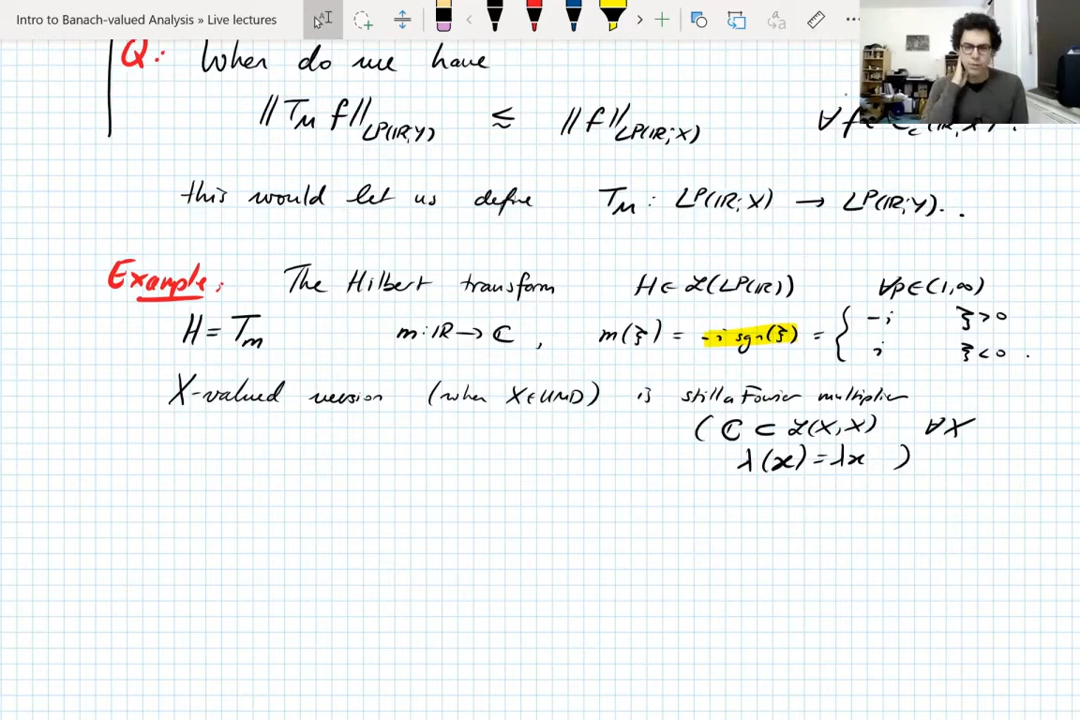 Intro to Banach-valued Analysis » Live lectures
Q: When do we have
‖T_M f‖_{L^p(ℝ;Y)} ≲ ‖f‖_{L^p(ℝ;X)} ∀f
this would let us define T_M : L^p(ℝ;X) → L^p(ℝ;Y).
Example: The Hilbert transform H ∈ ℒ(L^p(ℝ)) ∀p∈(1,∞)
H = T_m m: ℝ → ℂ, m(ξ) = -i sgn(ξ) = { -i ξ>0
i ξ<0 .
X-valued version (when X∈UMD) is still a Fourier multiplier
(ℂ ⊂ ℒ(X,X) ∀X
λ(x) = λx )